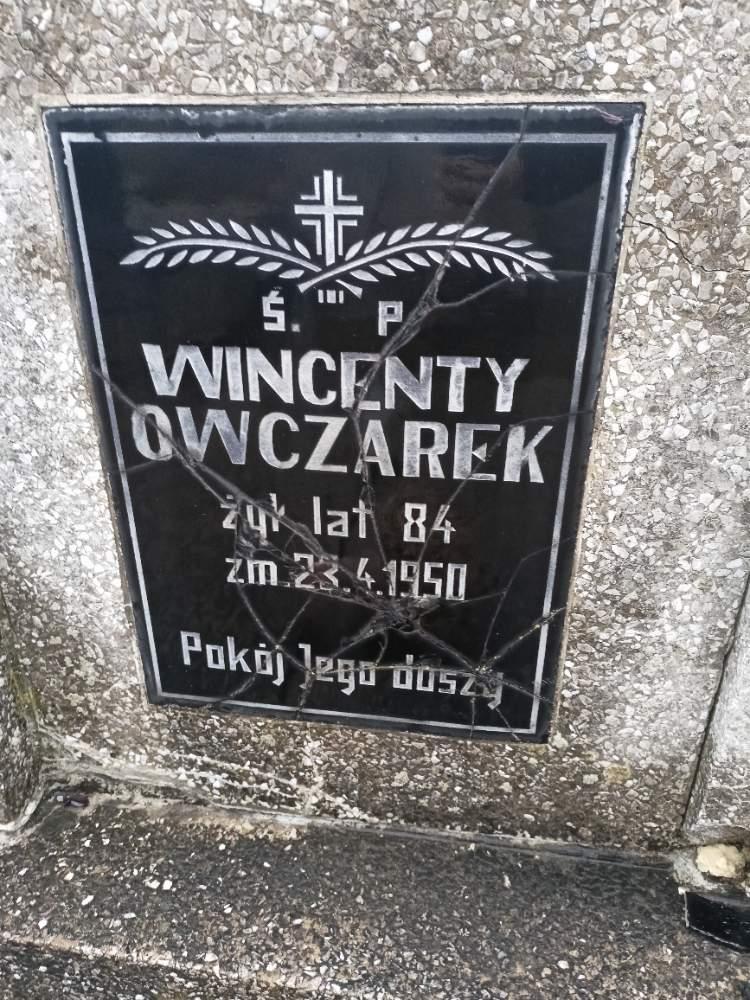 Ś. P
WINCENTY
OWCZAREK
żył lat 84
zm. 23.4.1950
Pokój Jego duszy